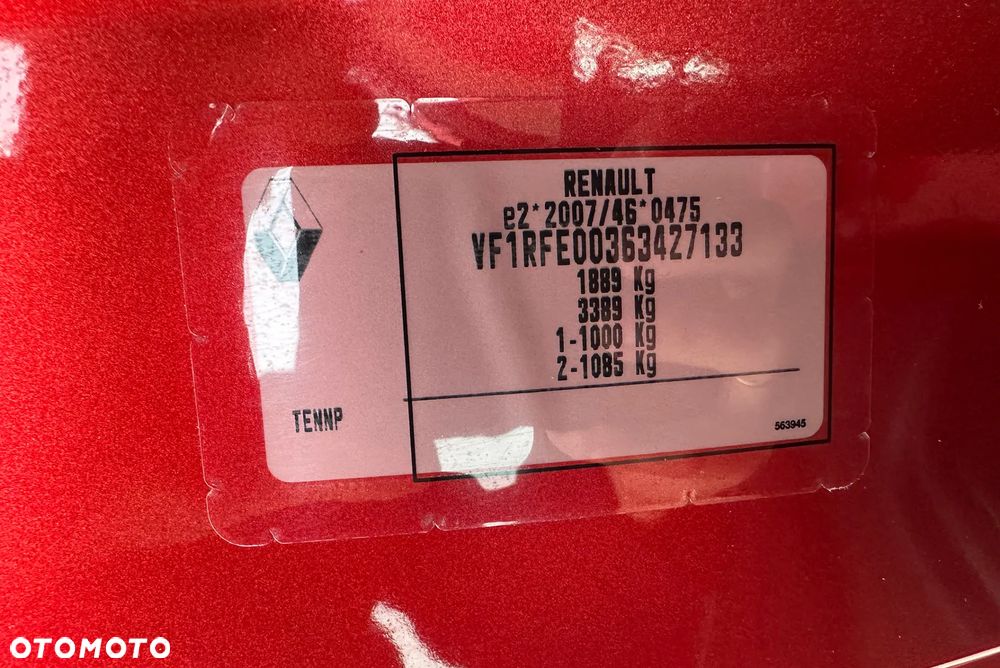 RENAULT
e2*2007/46*0475
VF1RFE00363427133
1889 Kg
3389 Kg
1-1000 Kg
2-1085 Kg
TENNP
563945
OTOMOTO